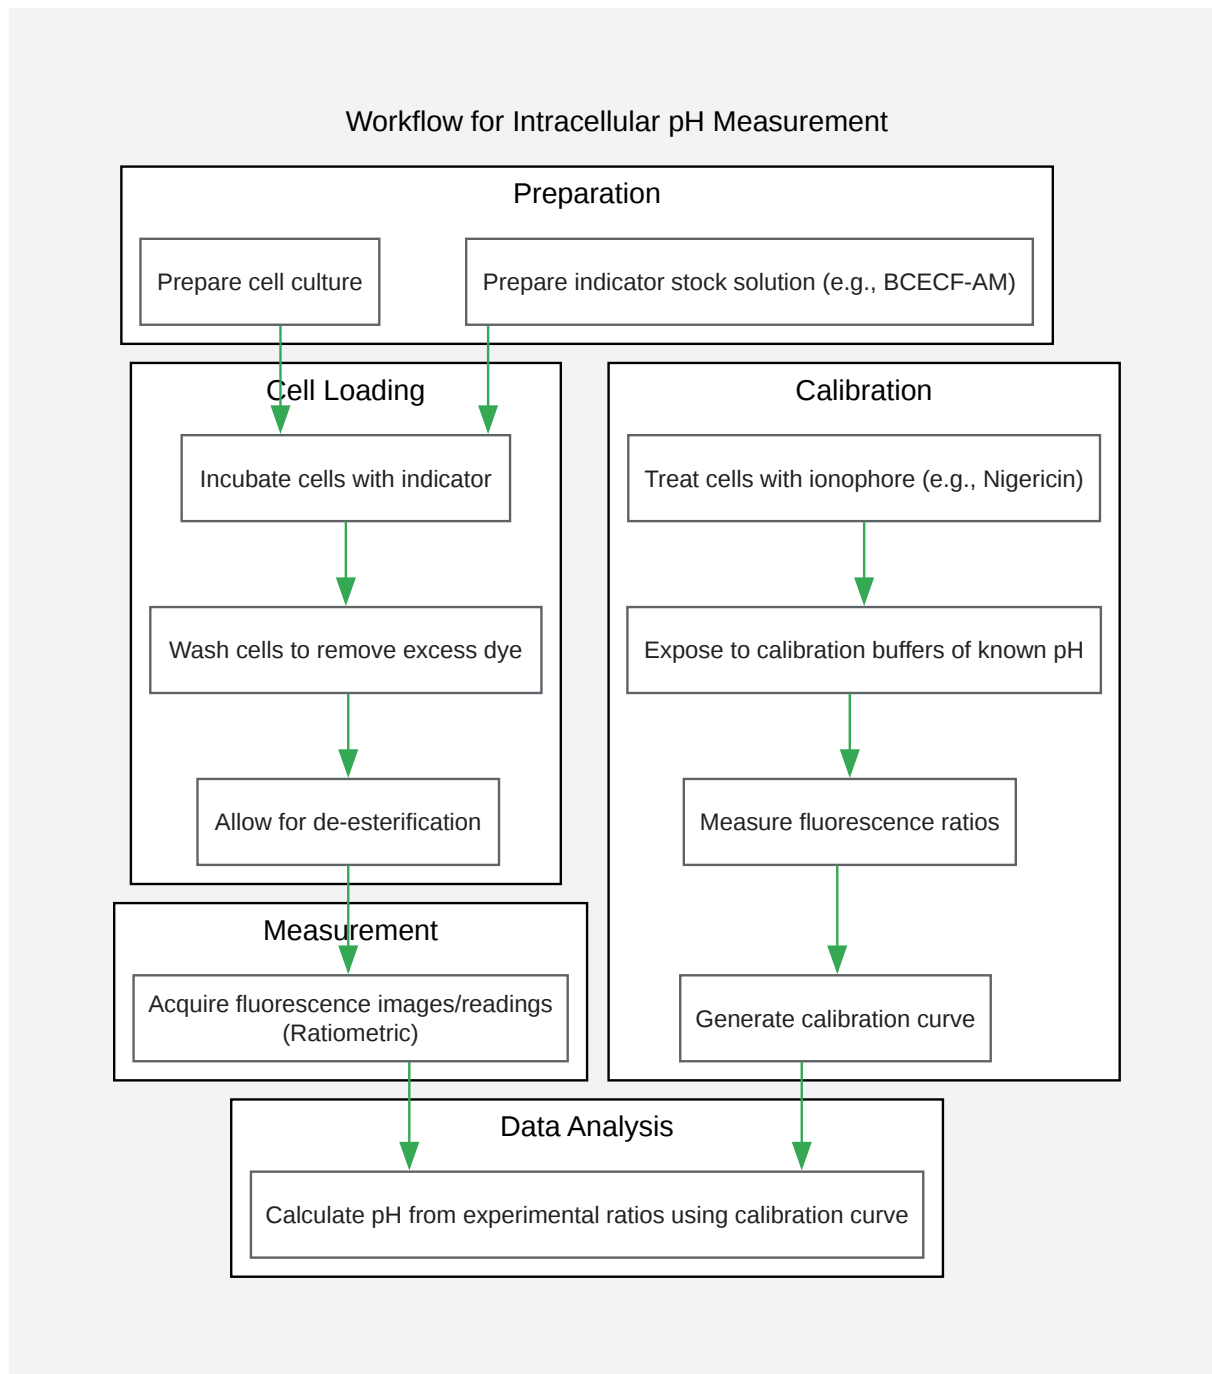 Workflow for Intracellular pH Measurement
Preparation
Prepare cell culture
Prepare indicator stock solution (e.g., BCECF-AM)
Cell Loading
Incubate cells with indicator
Wash cells to remove excess dye
Allow for de-esterification
Measurement
Acquire fluorescence images/readings
(Ratiometric)
Calibration
Treat cells with ionophore (e.g., Nigericin)
Expose to calibration buffers of known pH
Measure fluorescence ratios
Generate calibration curve
Data Analysis
Calculate pH from experimental ratios using calibration curve